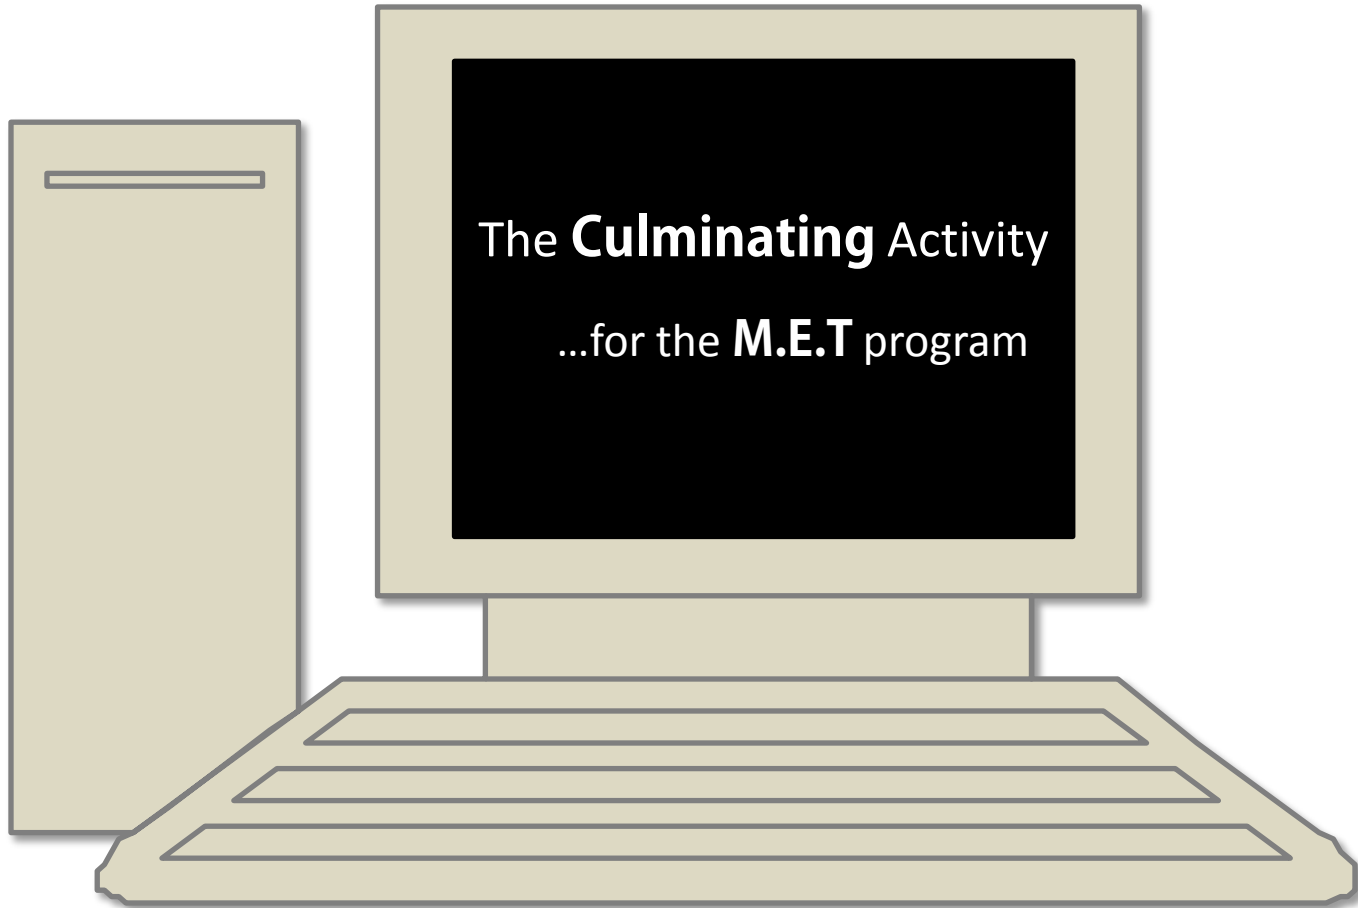 The Culminating Activity
...for the M.E.T program